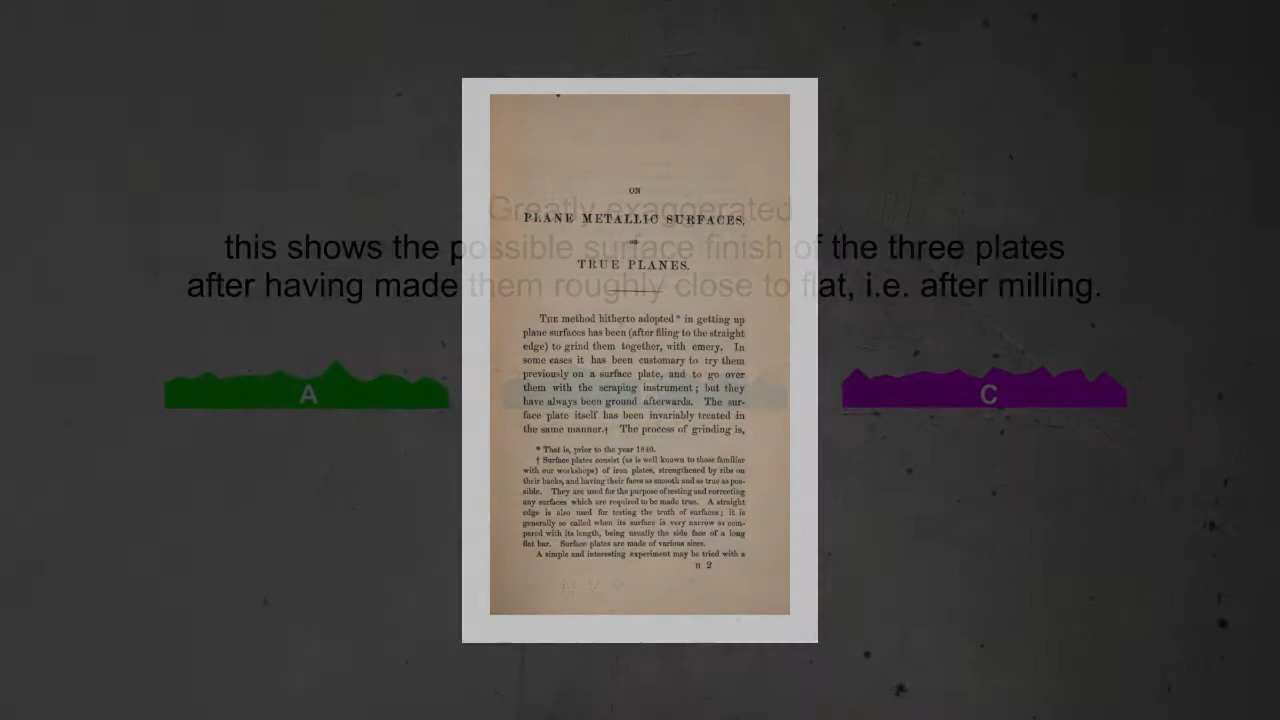 Greatly exaggerated
this shows the possible surface finish of the three plates
after having made them roughly close to flat, i.e. after milling.
A
C
ON
PLANE METALLIC SURFACES,
OR
TRUE PLANES.
THE method hitherto adopted * in getting up
plane surfaces has been (after filing to the straight
edge) to grind them together, with emery. In
some cases it has been customary to try them
previously on a surface plate, and to go over
them with the scraping instrument; but they
have always been ground afterwards. The sur-
face plate itself has been invariably treated in
the same manner.† The process of grinding is,
* That is, prior to the year 1840.
† Surface plates consist (as is well known to those familiar
with our workshops) of iron plates, strengthened by ribs on
their backs, and having their faces as smooth and as true as pos-
sible. They are used for the purpose of testing and correcting
any surfaces which are required to be made true. A straight
edge is also used for testing the truth of surfaces; it is
generally so called when its surface is very narrow as com-
pared with its length, being usually the side face of a long
flat bar. Surface plates are made of various sizes.
A simple and interesting experiment may be tried with a
B 2